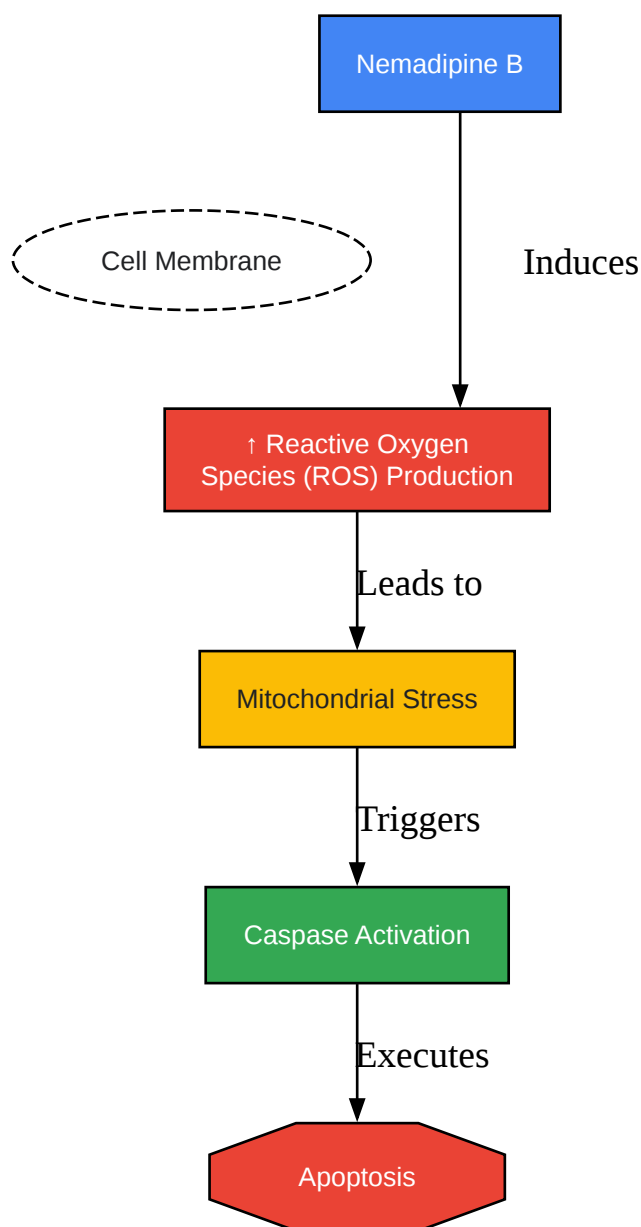 Nemadipine B
Cell Membrane
Induces
↑ Reactive Oxygen
Species (ROS) Production
Leads to
Mitochondrial Stress
Triggers
Caspase Activation
Executes
Apoptosis